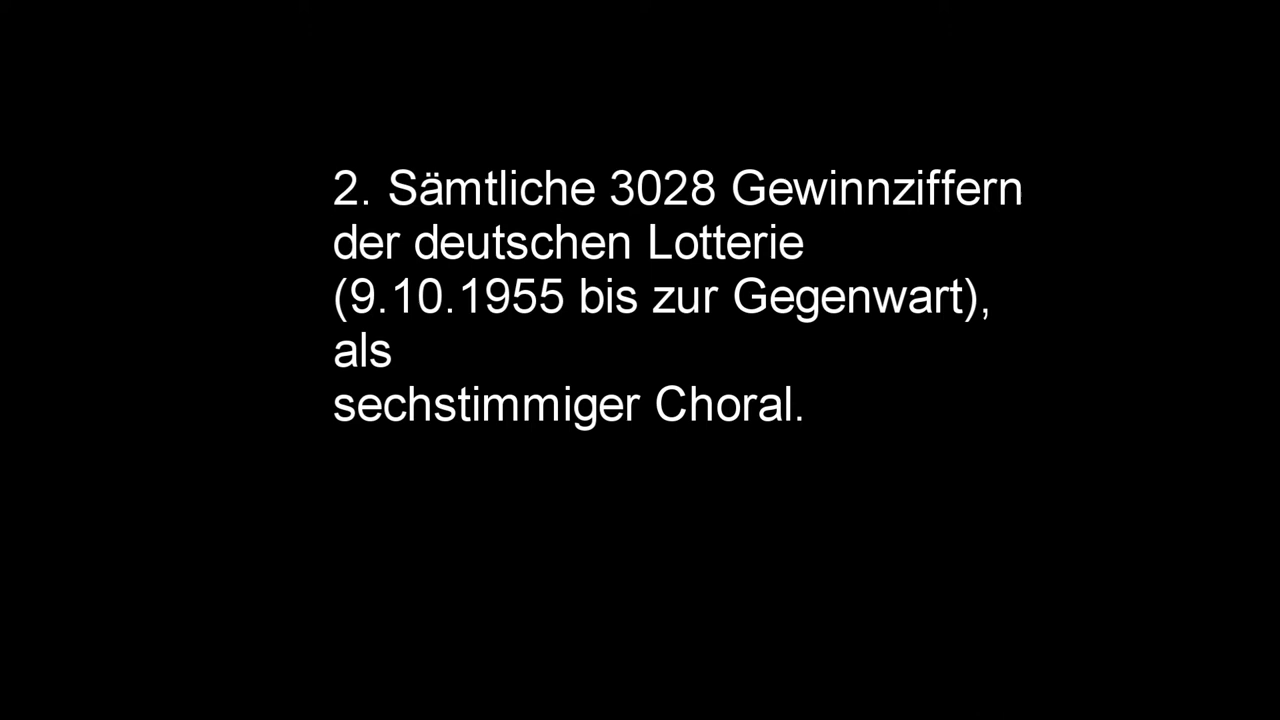 2. Sämtliche 3028 Gewinnziffern
der deutschen Lotterie
(9.10.1955 bis zur Gegenwart),
als
sechstimmiger Choral.